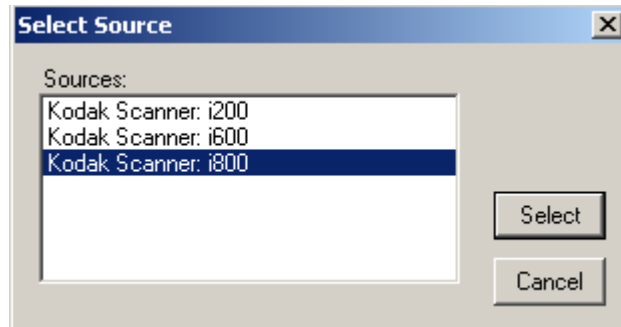 Select Source
Sources:
Kodak Scanner: i200
Kodak Scanner: i600
Kodak Scanner: i800
Select
Cancel